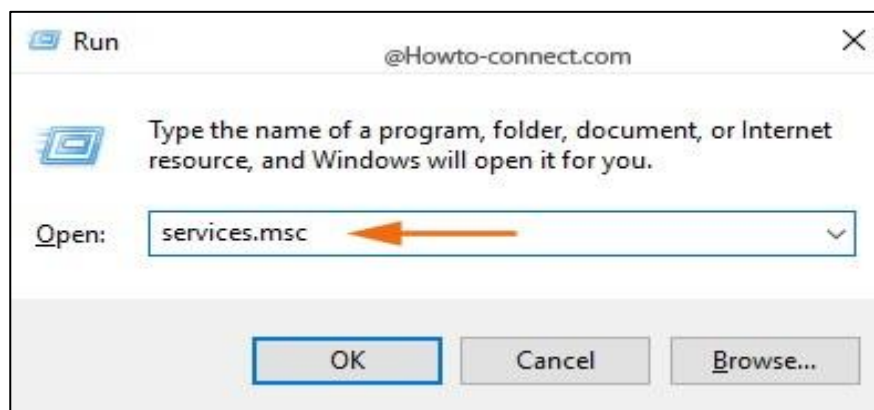 Run
@Howto-connect.com
Type the name of a program, folder, document, or Internet
resource, and Windows will open it for you.
Open: services.msc
OK Cancel Browse...